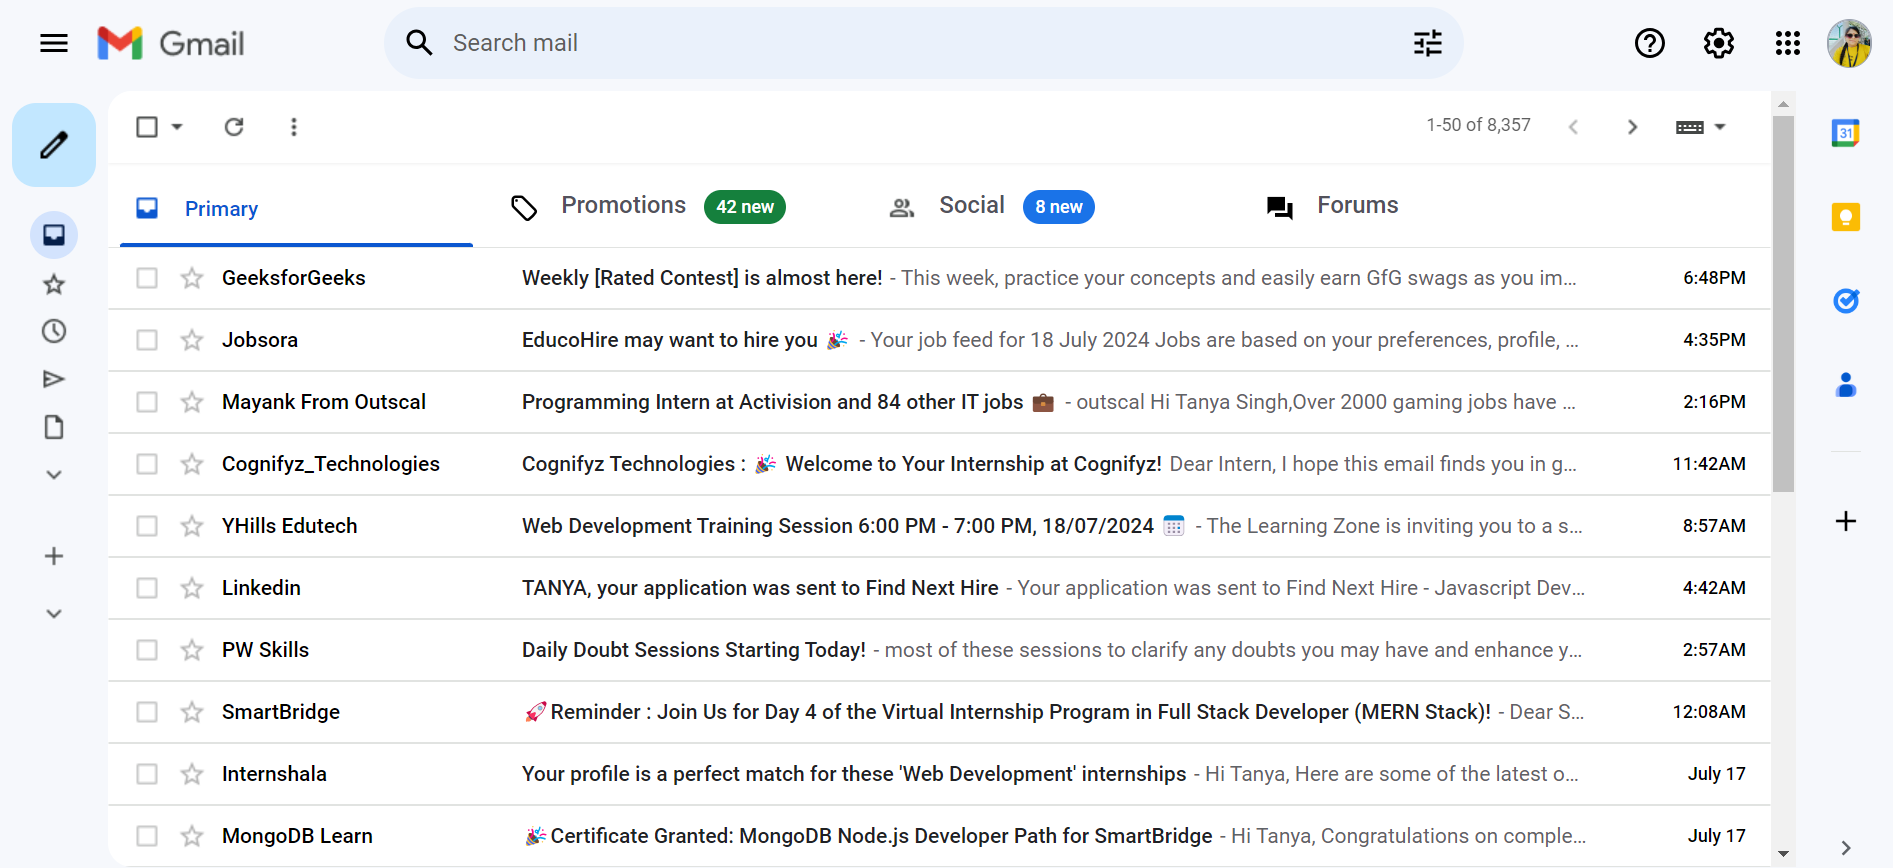 Gmail
Search mail
1-50 of 8,357
Primary
Promotions 42 new
Social 8 new
Forums
GeeksforGeeks Weekly [Rated Contest] is almost here! - This week, practice your concepts and easily earn GfG swags as you im... 6:48PM
Jobsora EducoHire may want to hire you 🎉 - Your job feed for 18 July 2024 Jobs are based on your preferences, profile, ... 4:35PM
Mayank From Outscal Programming Intern at Activision and 84 other IT jobs 💼 - outscal Hi Tanya Singh,Over 2000 gaming jobs have ... 2:16PM
Cognifyz_Technologies Cognifyz Technologies : 🎉 Welcome to Your Internship at Cognifyz! Dear Intern, I hope this email finds you in g... 11:42AM
YHills Edutech Web Development Training Session 6:00 PM - 7:00 PM, 18/07/2024 🗓 - The Learning Zone is inviting you to a s... 8:57AM
Linkedin TANYA, your application was sent to Find Next Hire - Your application was sent to Find Next Hire - Javascript Dev... 4:42AM
PW Skills Daily Doubt Sessions Starting Today! - most of these sessions to clarify any doubts you may have and enhance y... 2:57AM
SmartBridge 🚀Reminder : Join Us for Day 4 of the Virtual Internship Program in Full Stack Developer (MERN Stack)! - Dear S... 12:08AM
Internshala Your profile is a perfect match for these 'Web Development' internships - Hi Tanya, Here are some of the latest o... July 17
MongoDB Learn 🎉Certificate Granted: MongoDB Node.js Developer Path for SmartBridge - Hi Tanya, Congratulations on comple... July 17
31